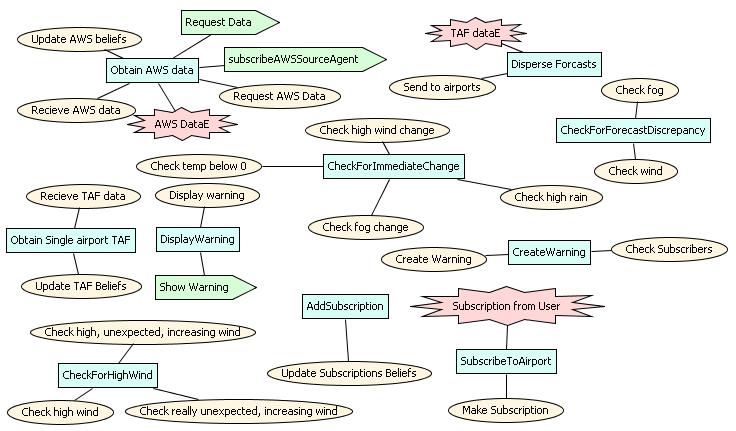 Request Data
Update AWS beliefs
subscribeAWSSourceAgent
Obtain AWS data
Request AWS Data
Recieve AWS data
AWS DataE
TAF dataE
Disperse Forcasts
Send to airports
Check fog
CheckForForecastDiscrepancy
Check wind
Check high wind change
Check temp below 0
CheckForImmediateChange
Check high rain
Check fog change
Recieve TAF data
Obtain Single airport TAF
Update TAF Beliefs
Display warning
DisplayWarning
Show Warning
Create Warning
CreateWarning
Check Subscribers
AddSubscription
Update Subscriptions Beliefs
Subscription from User
SubscribeToAirport
Make Subscription
Check high, unexpected, increasing wind
CheckForHighWind
Check high wind
Check really unexpected, increasing wind